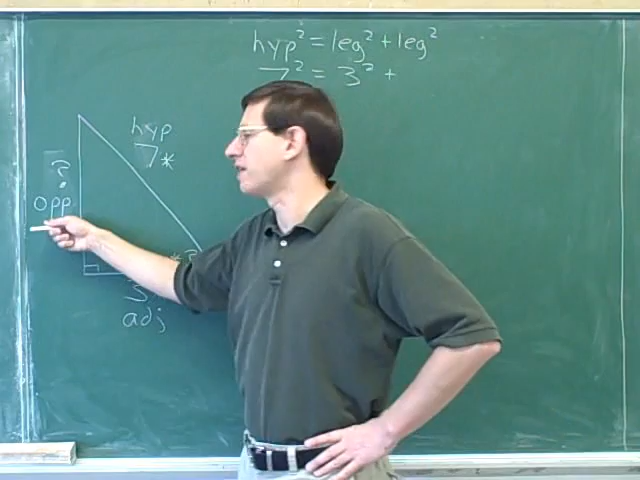 hyp² = leg² + leg²
7² = 3² +
hyp
7*
?
opp
* ?
3
adj